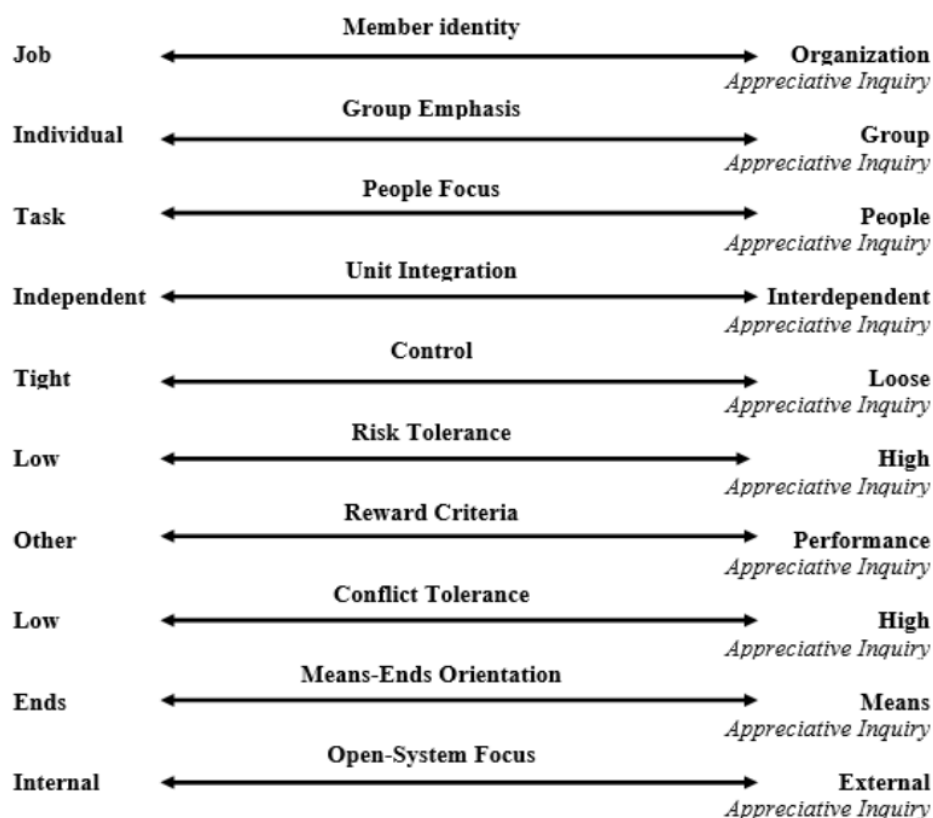 Member identity
Job Organization
Appreciative Inquiry
Group Emphasis
Individual Group
Appreciative Inquiry
People Focus
Task People
Appreciative Inquiry
Unit Integration
Independent Interdependent
Appreciative Inquiry
Control
Tight Loose
Appreciative Inquiry
Risk Tolerance
Low High
Appreciative Inquiry
Reward Criteria
Other Performance
Appreciative Inquiry
Conflict Tolerance
Low High
Appreciative Inquiry
Means-Ends Orientation
Ends Means
Appreciative Inquiry
Open-System Focus
Internal External
Appreciative Inquiry